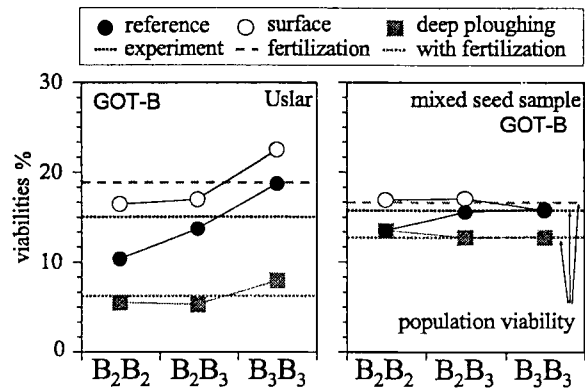 reference surface deep ploughing
experiment fertilization with fertilization
GOT-B Uslar
mixed seed sample
GOT-B
viabilities %
30
20
10
0
population viability
B₂B₂ B₂B₃ B₃B₃
B₂B₂ B₂B₃ B₃B₃